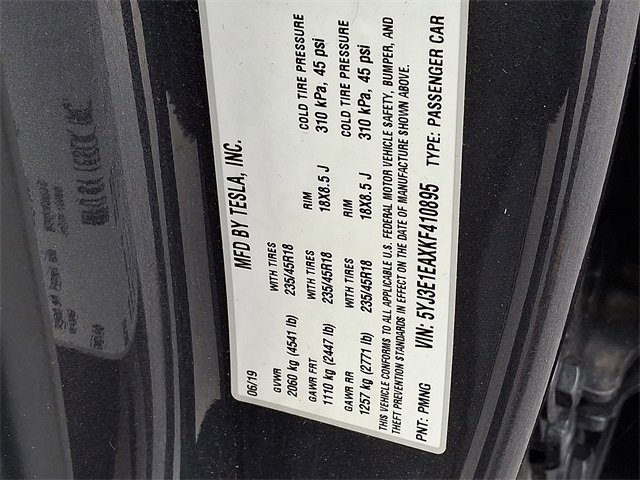 MFD BY TESLA, INC.
06/19
GVWR WITH TIRES RIM COLD TIRE PRESSURE
2060 kg (4541 lb) 235/45R18 18X8.5 J 310 kPa, 45 psi
GAWR FRT WITH TIRES RIM COLD TIRE PRESSURE
1110 kg (2447 lb) 235/45R18 18X8.5 J 310 kPa, 45 psi
GAWR RR
1257 kg (2771 lb) 235/45R18
THIS VEHICLE CONFORMS TO ALL APPLICABLE U.S. FEDERAL MOTOR VEHICLE SAFETY, BUMPER, AND
THEFT PREVENTION STANDARDS IN EFFECT ON THE DATE OF MANUFACTURE SHOWN ABOVE.
PNT: PMNG VIN: 5YJ3E1EAXKF410895 TYPE: PASSENGER CAR